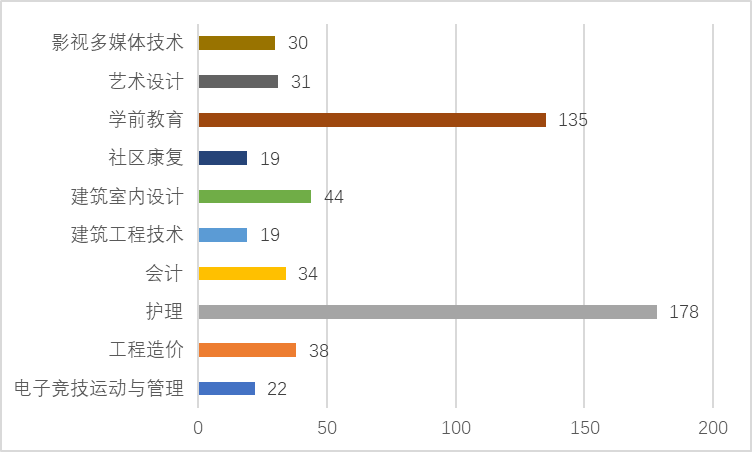 影视多媒体技术 30
艺术设计 31
学前教育 135
社区康复 19
建筑室内设计 44
建筑工程技术 19
会计 34
护理 178
工程造价 38
电子竞技运动与管理 22
0 50 100 150 200